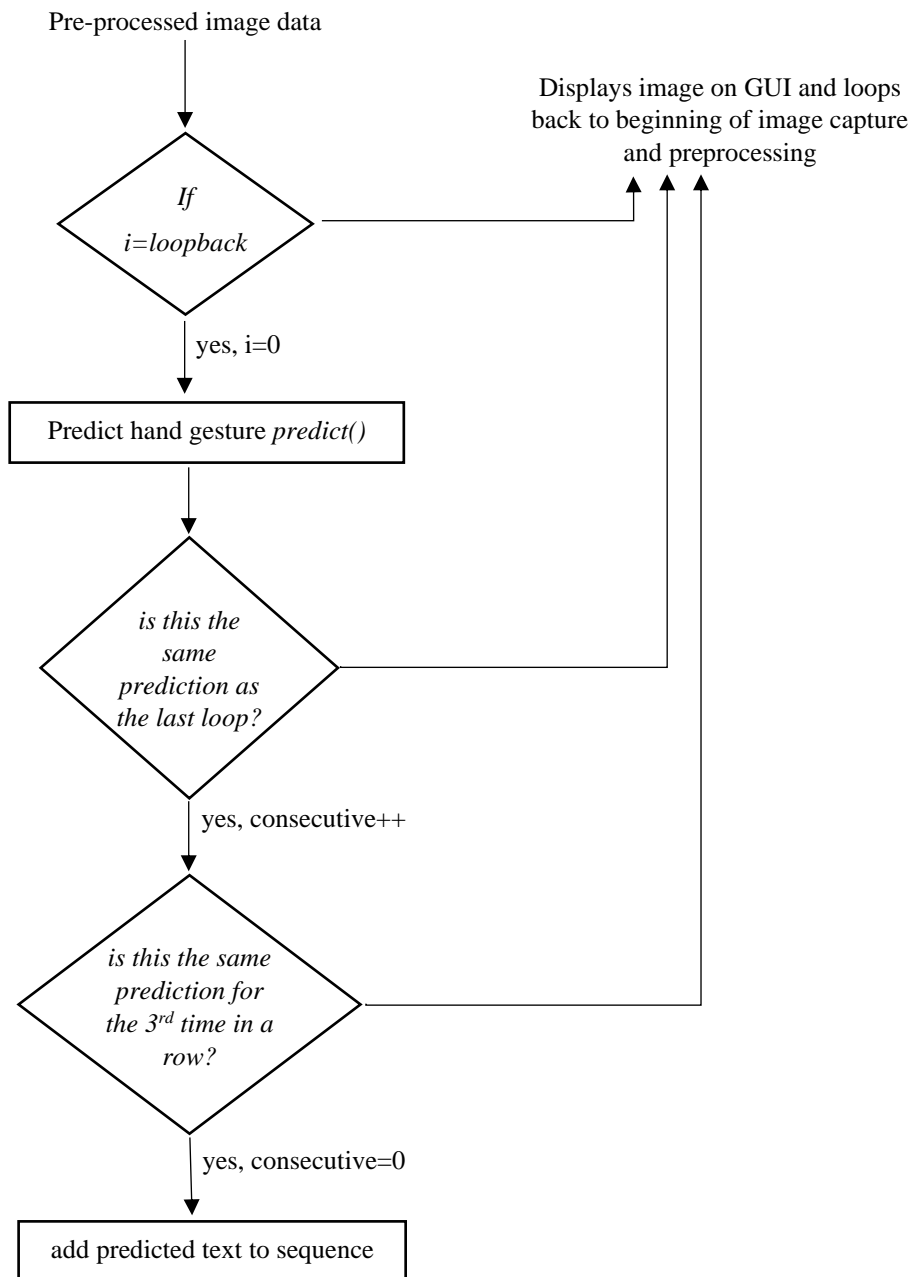 Pre-processed image data
Displays image on GUI and loops
back to beginning of image capture
and preprocessing
If
i=loopback
yes, i=0
Predict hand gesture predict()
is this the
same
prediction as
the last loop?
yes, consecutive++
is this the same
prediction for
the 3rd time in a
row?
yes, consecutive=0
add predicted text to sequence